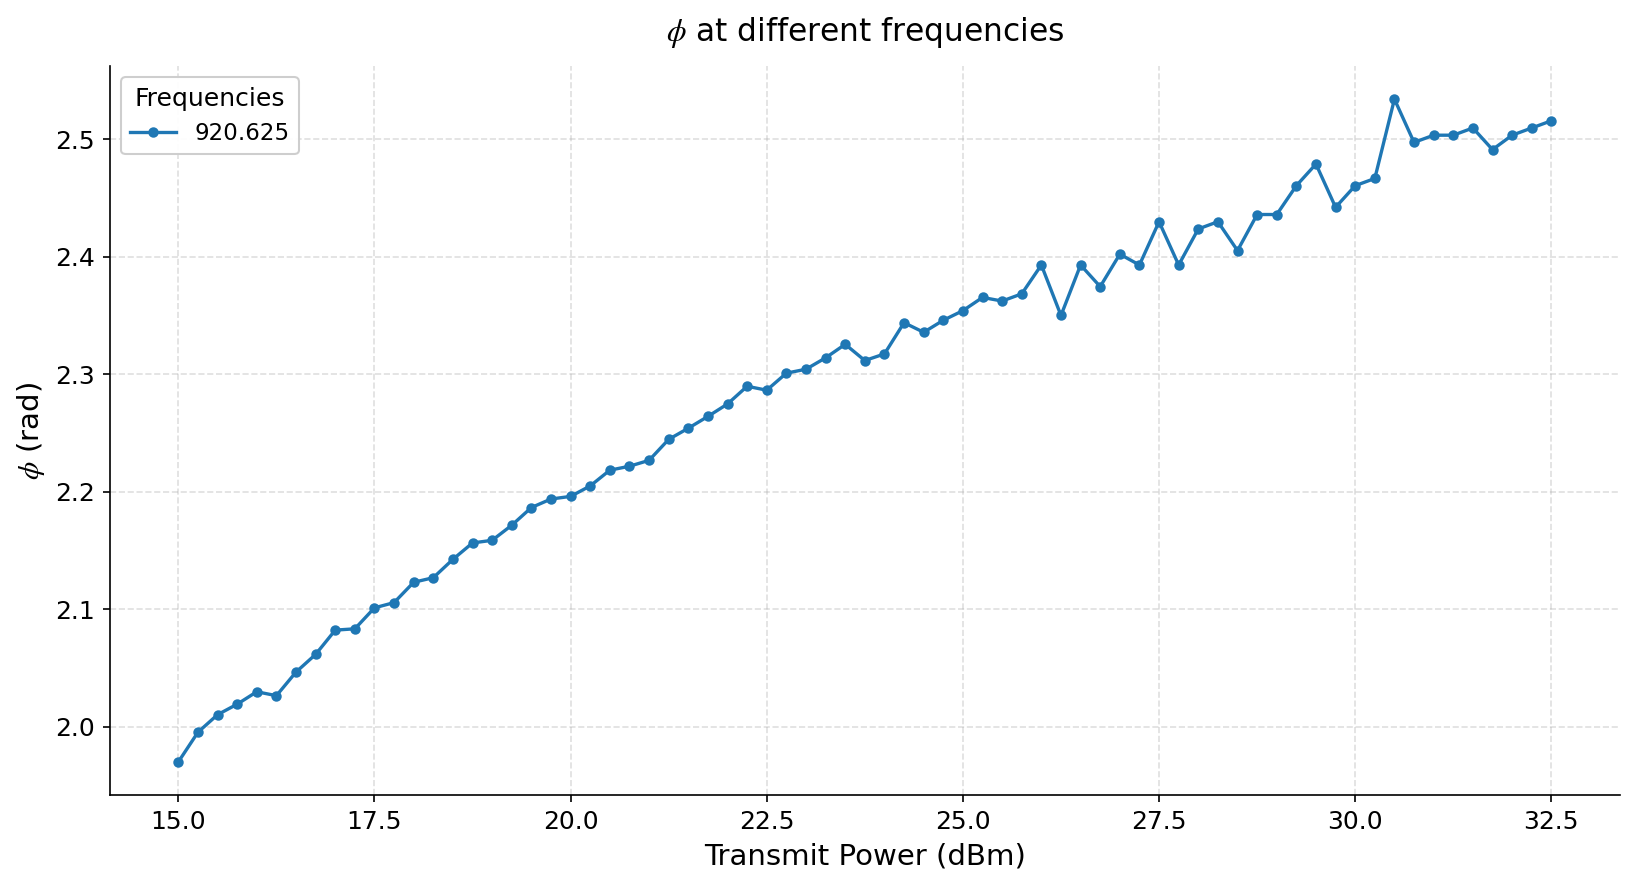 ϕ at different frequencies
Frequencies
920.625
ϕ (rad)
2.5
2.4
2.3
2.2
2.1
2.0
15.0 17.5 20.0 22.5 25.0 27.5 30.0 32.5
Transmit Power (dBm)